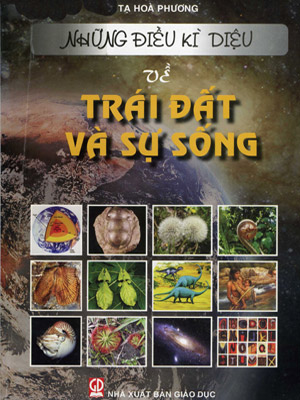 TẠ HOÀ PHƯƠNG
NHỮNG ĐIỀU KÌ DIỆU
VỀ
TRÁI ĐẤT
VÀ SỰ SỐNG
NHÀ XUẤT BẢN GIÁO DỤC